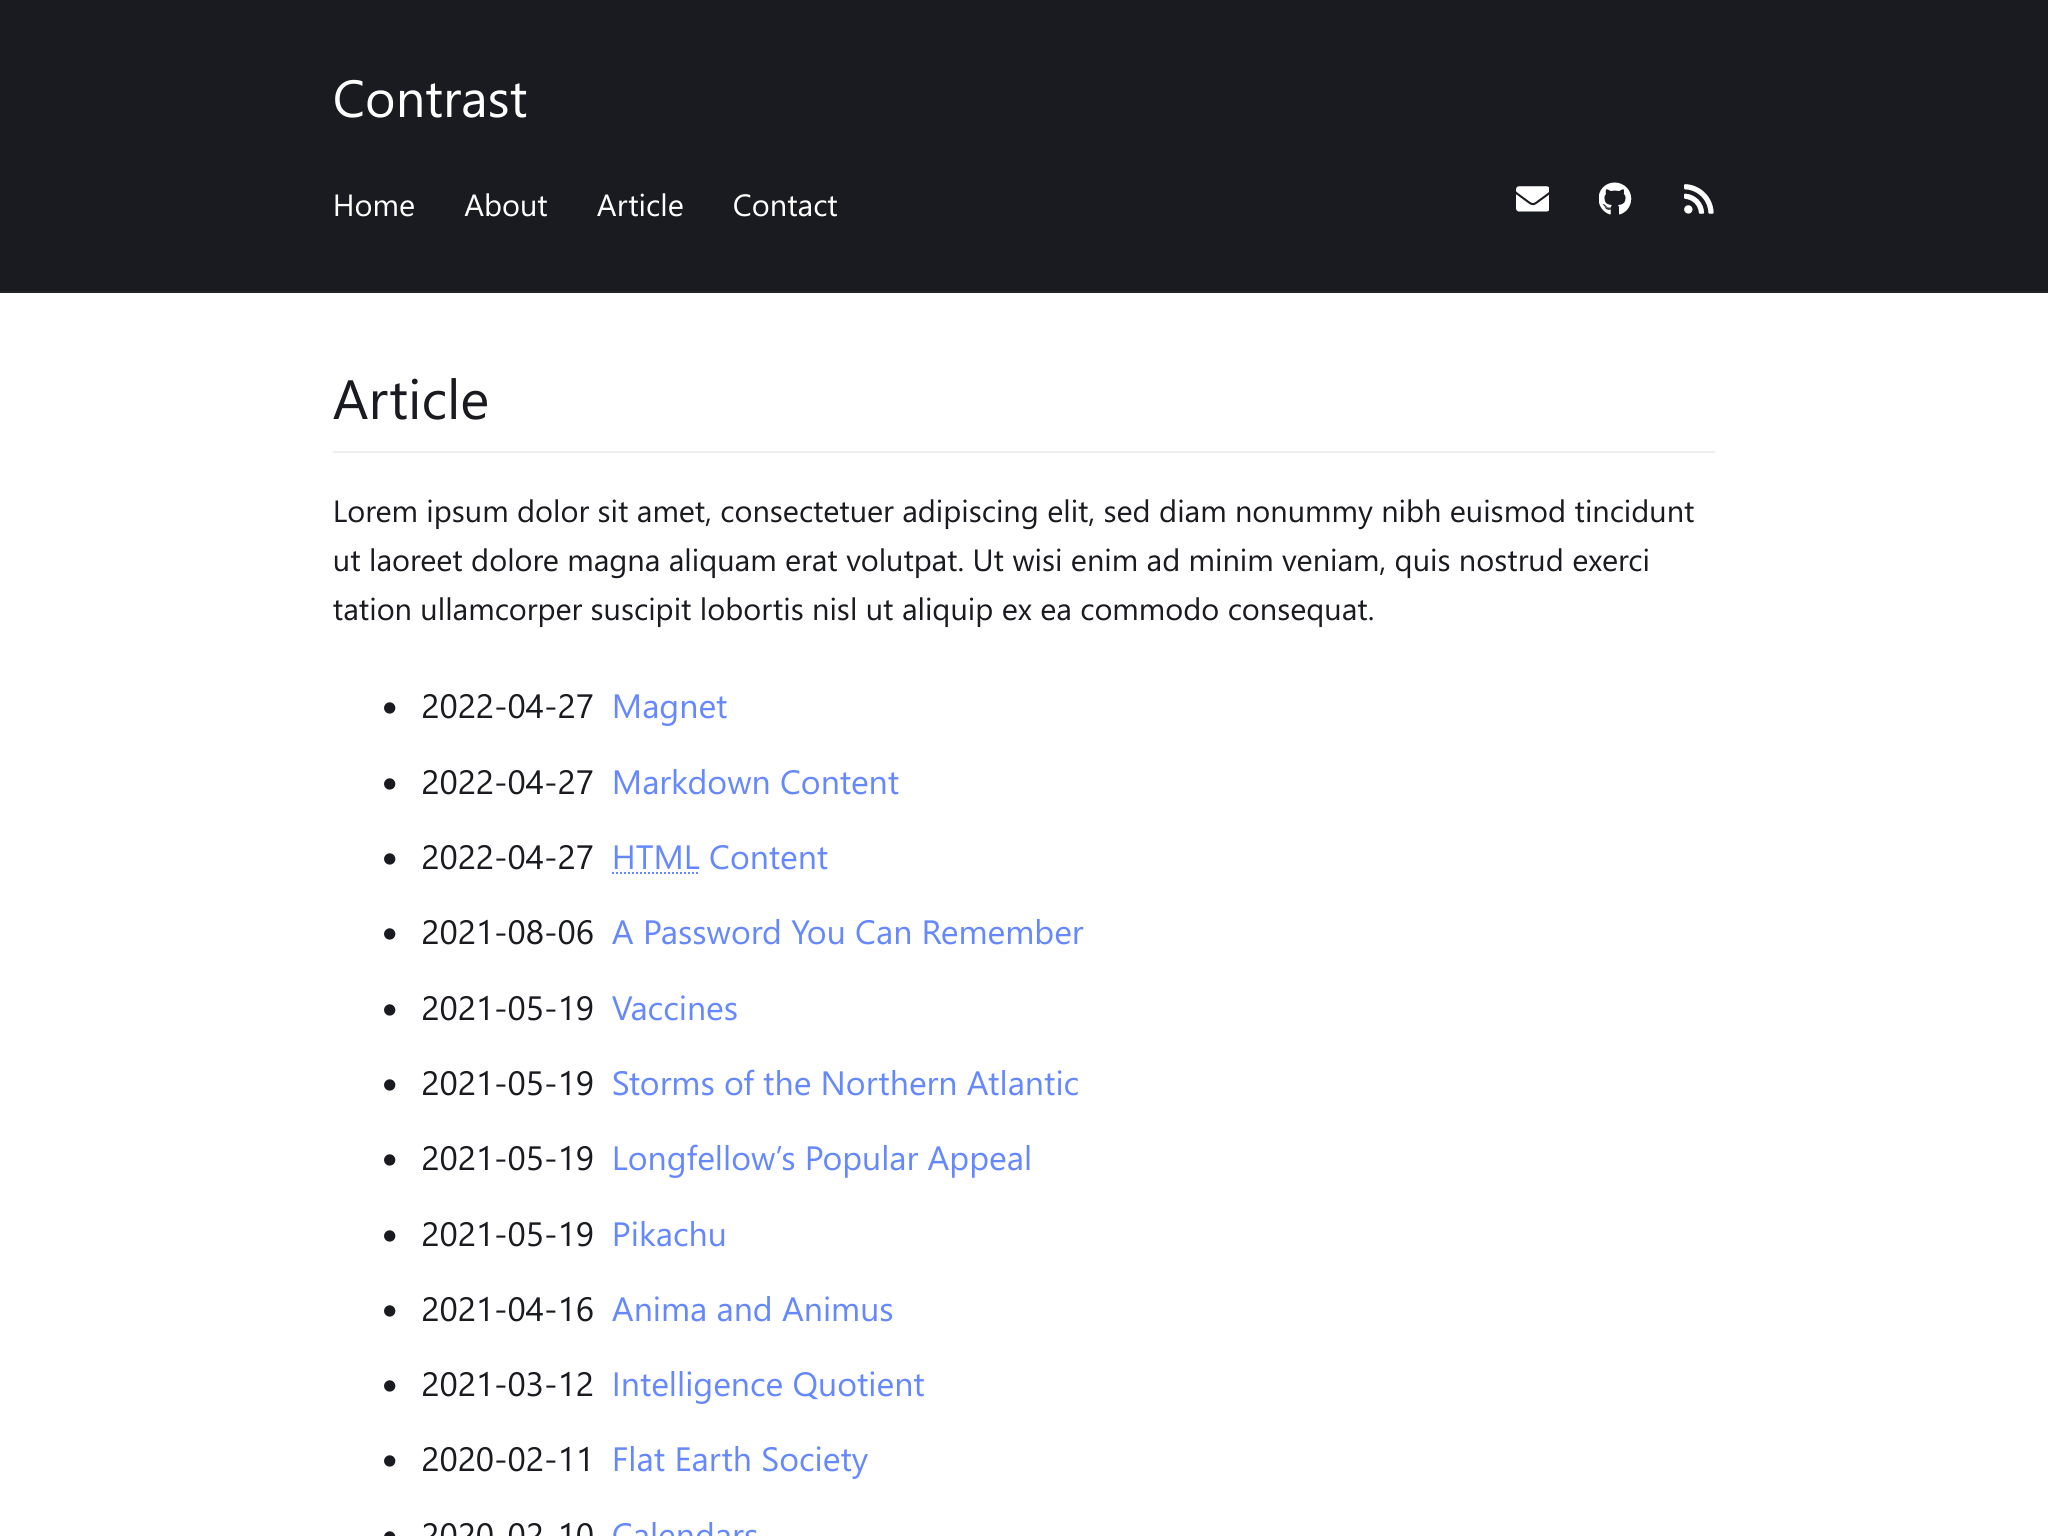 Contrast
Home About Article Contact
Article
Lorem ipsum dolor sit amet, consectetuer adipiscing elit, sed diam nonummy nibh euismod tincidunt
ut laoreet dolore magna aliquam erat volutpat. Ut wisi enim ad minim veniam, quis nostrud exerci
tation ullamcorper suscipit lobortis nisl ut aliquip ex ea commodo consequat.
• 2022-04-27 Magnet
• 2022-04-27 Markdown Content
• 2022-04-27 HTML Content
• 2021-08-06 A Password You Can Remember
• 2021-05-19 Vaccines
• 2021-05-19 Storms of the Northern Atlantic
• 2021-05-19 Longfellow’s Popular Appeal
• 2021-05-19 Pikachu
• 2021-04-16 Anima and Animus
• 2021-03-12 Intelligence Quotient
• 2020-02-11 Flat Earth Society
• 2020-02-10 Calendars